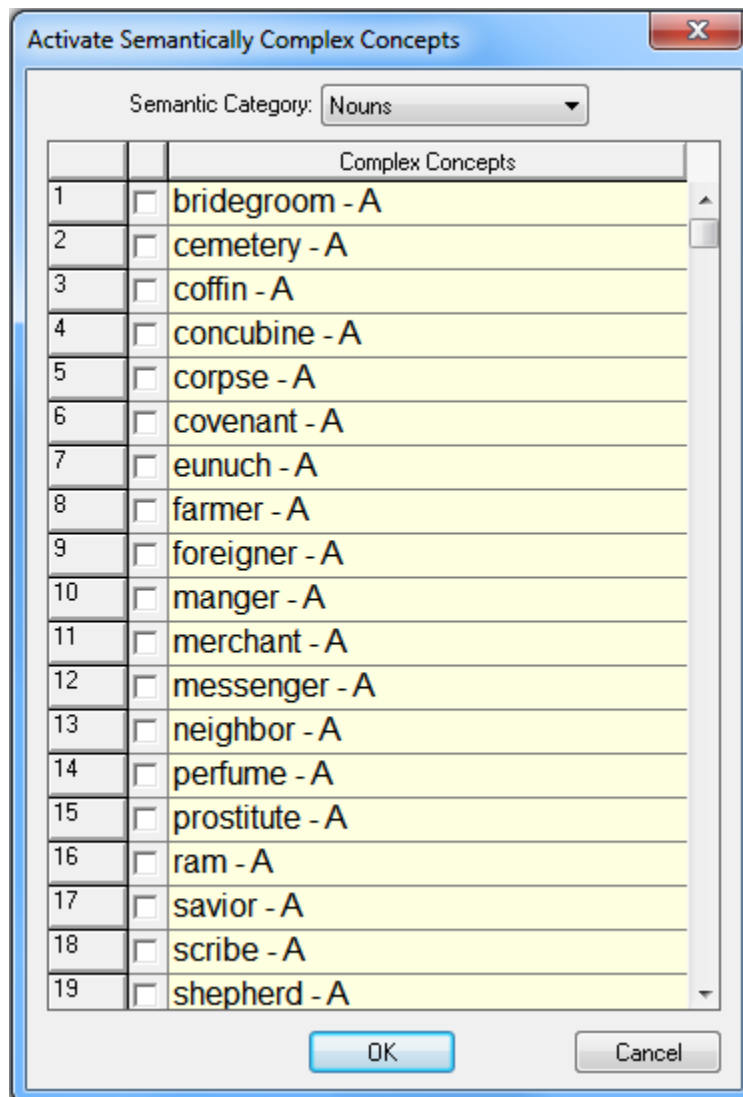 Activate Semantically Complex Concepts
Semantic Category: Nouns
Complex Concepts
1 bridegroom - A
2 cemetery - A
3 coffin - A
4 concubine - A
5 corpse - A
6 covenant - A
7 eunuch - A
8 farmer - A
9 foreigner - A
10 manger - A
11 merchant - A
12 messenger - A
13 neighbor - A
14 perfume - A
15 prostitute - A
16 ram - A
17 savior - A
18 scribe - A
19 shepherd - A
OK Cancel